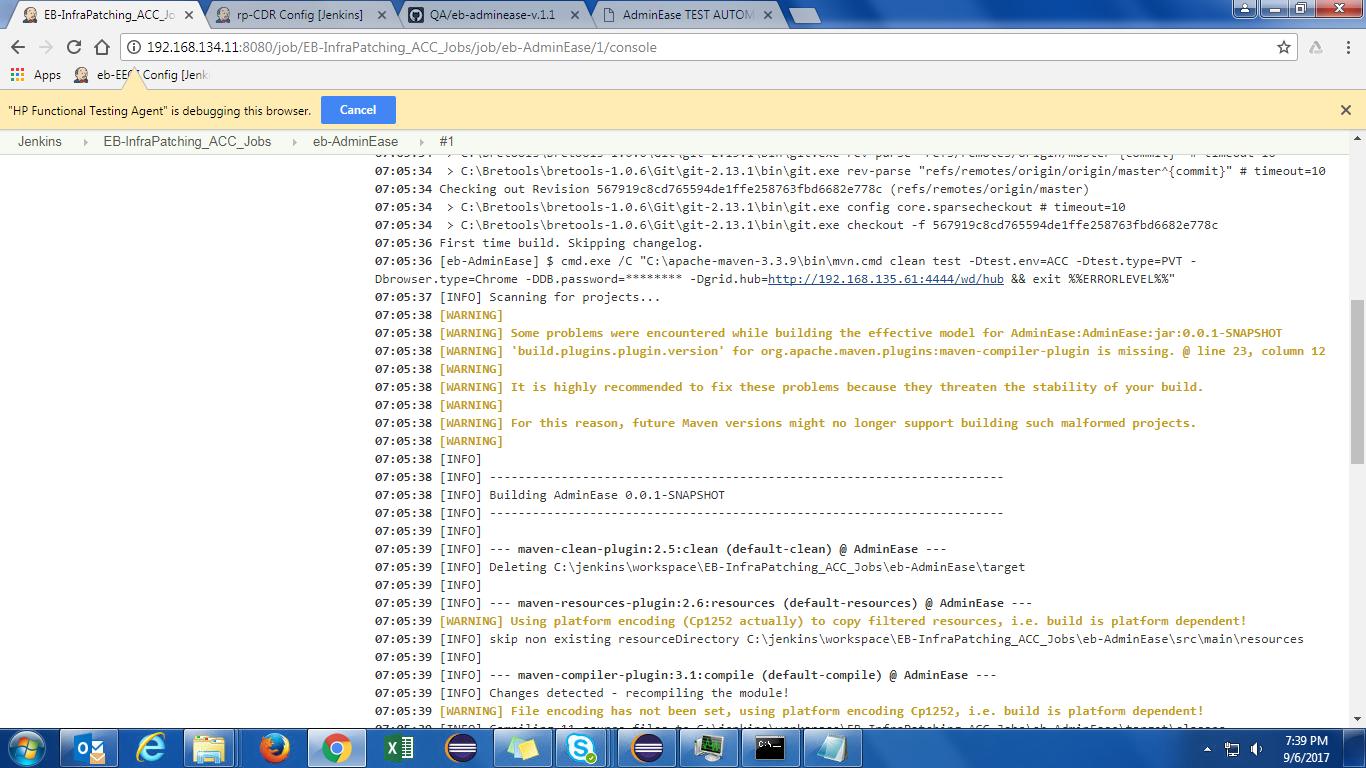 EB-InfraPatching_ACC_Jo
rp-CDR Config [Jenkins]
QA/eb-adminease-v.1.1
AdminEase TEST AUTOM
192.168.134.11:8080/job/EB-InfraPatching_ACC_Jobs/job/eb-AdminEase/1/console
Apps
Config [Jenk
"HP Functional Testing Agent" is debugging this browser.
Cancel
Jenkins
EB-InfraPatching_ACC_Jobs
eb-AdminEase
#1
07:05:34 > C:\Bretools\bretools-1.0.6\Git\git-2.13.1\bin\git.exe rev-parse "refs/remotes/origin/origin/master^{commit}" # timeout=10
07:05:34 Checking out Revision 567919c8cd765594de1ffe258763fbd6682e778c (refs/remotes/origin/master)
07:05:34 > C:\Bretools\bretools-1.0.6\Git\git-2.13.1\bin\git.exe config core.sparsecheckout # timeout=10
07:05:34 > C:\Bretools\bretools-1.0.6\Git\git-2.13.1\bin\git.exe checkout -f 567919c8cd765594de1ffe258763fbd6682e778c
07:05:36 First time build. Skipping changelog.
07:05:36 [eb-AdminEase] $ cmd.exe /C "C:\apache-maven-3.3.9\bin\mvn.cmd clean test -Dtest.env=ACC -Dtest.type=PVT -
Dbrowser.type=Chrome -DDB.password=******** -Dgrid.hub=http://192.168.135.61:4444/wd/hub && exit %%ERRORLEVEL%%"
07:05:37 [INFO] Scanning for projects...
07:05:38 [WARNING]
07:05:38 [WARNING] Some problems were encountered while building the effective model for AdminEase:AdminEase:jar:0.0.1-SNAPSHOT
07:05:38 [WARNING] 'build.plugins.plugin.version' for org.apache.maven.plugins:maven-compiler-plugin is missing. @ line 23, column 12
07:05:38 [WARNING]
07:05:38 [WARNING] It is highly recommended to fix these problems because they threaten the stability of your build.
07:05:38 [WARNING]
07:05:38 [WARNING] For this reason, future Maven versions might no longer support building such malformed projects.
07:05:38 [WARNING]
07:05:38 [INFO]
07:05:38 [INFO] ------------------------------------------------------------------------
07:05:38 [INFO] Building AdminEase 0.0.1-SNAPSHOT
07:05:38 [INFO] ------------------------------------------------------------------------
07:05:39 [INFO]
07:05:39 [INFO] --- maven-clean-plugin:2.5:clean (default-clean) @ AdminEase ---
07:05:39 [INFO] Deleting C:\jenkins\workspace\EB-InfraPatching_ACC_Jobs\eb-AdminEase\target
07:05:39 [INFO]
07:05:39 [INFO] --- maven-resources-plugin:2.6:resources (default-resources) @ AdminEase ---
07:05:39 [WARNING] Using platform encoding (Cp1252 actually) to copy filtered resources, i.e. build is platform dependent!
07:05:39 [INFO] skip non existing resourceDirectory C:\jenkins\workspace\EB-InfraPatching_ACC_Jobs\eb-AdminEase\src\main\resources
07:05:39 [INFO]
07:05:39 [INFO] --- maven-compiler-plugin:3.1:compile (default-compile) @ AdminEase ---
07:05:39 [INFO] Changes detected - recompiling the module!
07:05:39 [WARNING] File encoding has not been set, using platform encoding Cp1252, i.e. build is platform dependent!
7:39 PM
9/6/2017